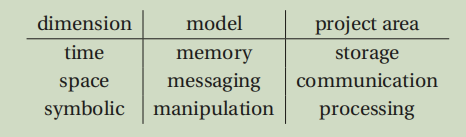 dimension model project area
time memory storage
space messaging communication
symbolic manipulation processing